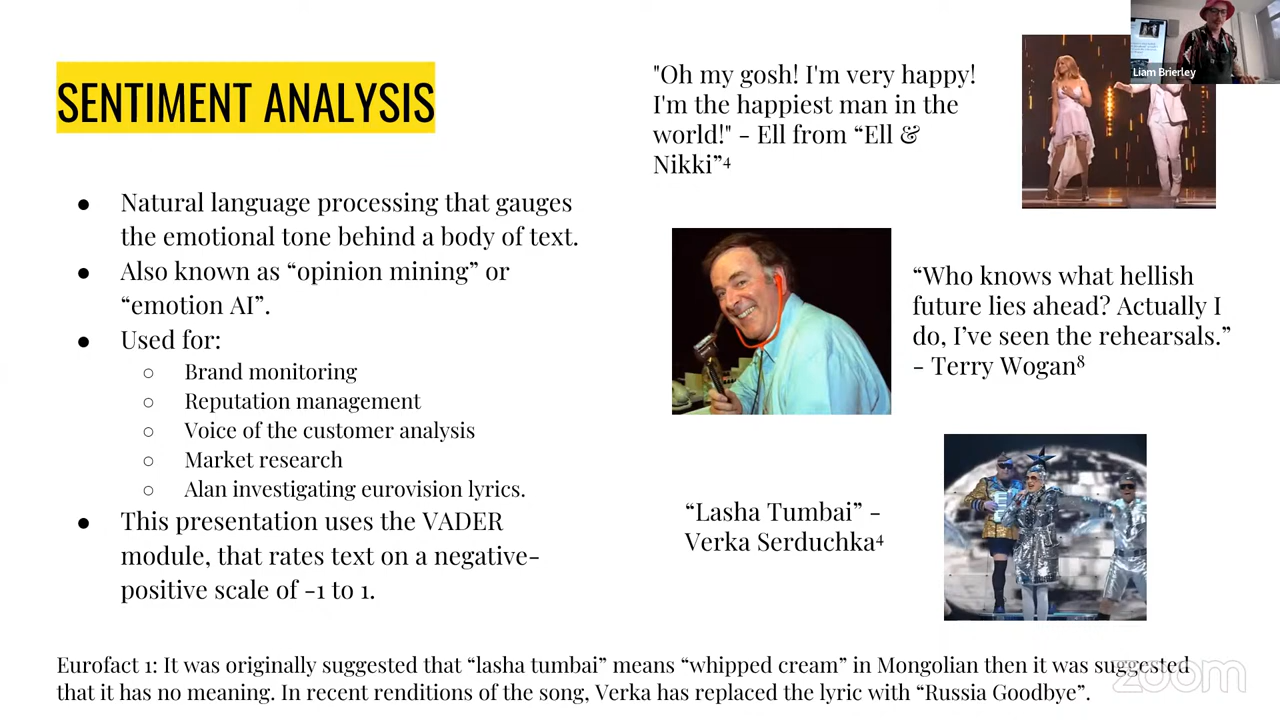 SENTIMENT ANALYSIS
● Natural language processing that gauges
the emotional tone behind a body of text.
● Also known as “opinion mining” or
“emotion AI”.
● Used for:
○ Brand monitoring
○ Reputation management
○ Voice of the customer analysis
○ Market research
○ Alan investigating eurovision lyrics.
● This presentation uses the VADER
module, that rates text on a negative-
positive scale of -1 to 1.
"Oh my gosh! I'm very happy!
I'm the happiest man in the
world!" - Ell from “Ell &
Nikki”⁴
Liam Brierley
“Who knows what hellish
future lies ahead? Actually I
do, I’ve seen the rehearsals.”
- Terry Wogan⁸
“Lasha Tumbai” -
Verka Serduchka⁴
Eurofact 1: It was originally suggested that “lasha tumbai” means “whipped cream” in Mongolian then it was suggested
that it has no meaning. In recent renditions of the song, Verka has replaced the lyric with “Russia Goodbye”.
zoom